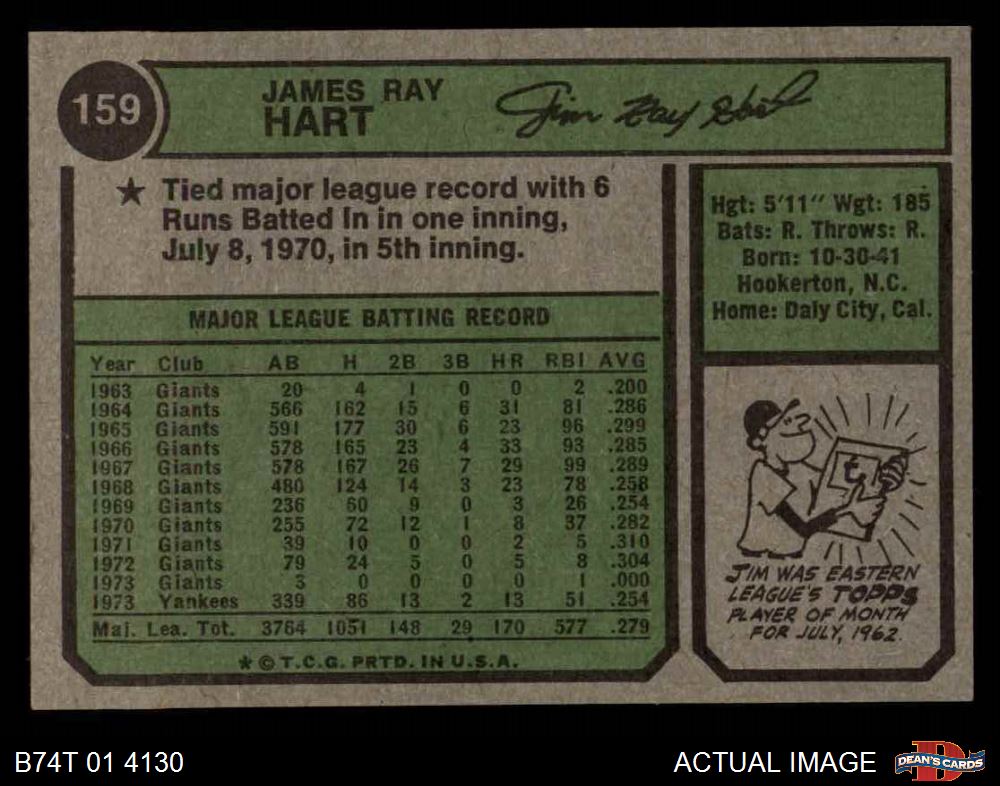 159
JAMES RAY
HART
Jim Ray Hart
★ Tied major league record with 6
Runs Batted In in one inning,
July 8, 1970, in 5th inning.
Hgt: 5'11" Wgt: 185
Bats: R. Throws: R.
Born: 10-30-41
Hookerton, N.C.
Home: Daly City, Cal.
MAJOR LEAGUE BATTING RECORD
Year Club AB H 2B 3B HR RBI AVG
1963 Giants 20 4 1 0 0 2 .200
1964 Giants 566 162 15 6 31 81 .286
1965 Giants 591 177 30 6 23 96 .299
1966 Giants 578 165 23 4 33 93 .285
1967 Giants 578 167 26 7 29 99 .289
1968 Giants 480 124 14 3 23 78 .258
1969 Giants 236 60 9 0 3 26 .254
1970 Giants 255 72 12 1 8 37 .282
1971 Giants 39 10 0 0 2 5 .310
1972 Giants 79 24 5 0 5 8 .304
1973 Giants 3 0 0 0 0 1 .000
1973 Yankees 339 86 13 2 13 51 .254
Maj. Lea. Tot. 3764 1051 148 29 170 577 .279
★ © T.C.G. PRTD. IN U.S.A.
t
JIM WAS EASTERN
LEAGUE'S TOPPS
PLAYER OF MONTH
FOR JULY, 1962.
B74T 01 4130
ACTUAL IMAGE
D
DEAN'S CARDS